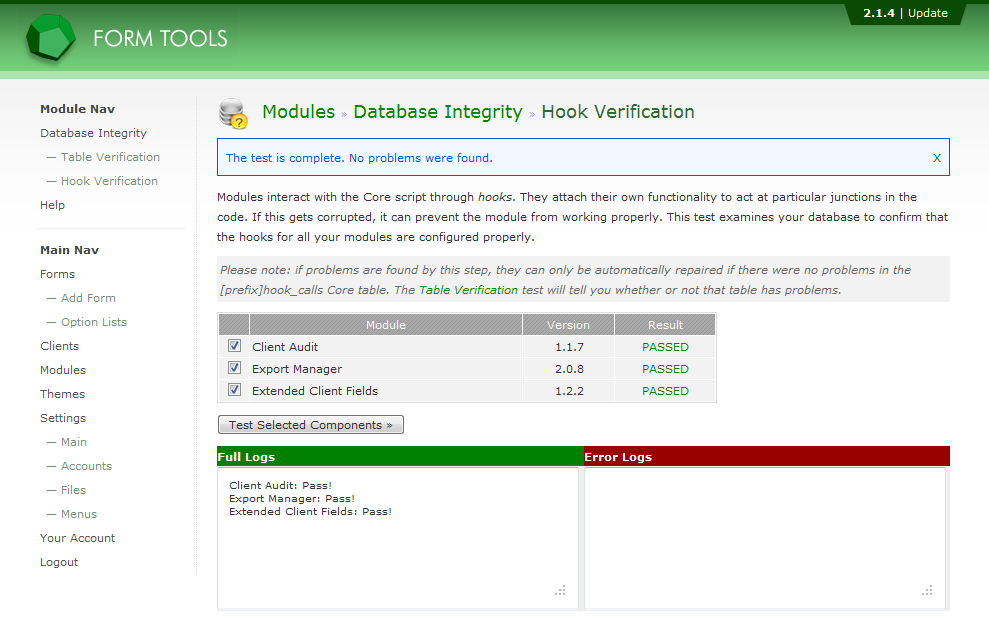 2.1.4 | Update
FORM TOOLS
Module Nav
Database Integrity
— Table Verification
— Hook Verification
Help
Main Nav
Forms
— Add Form
— Option Lists
Clients
Modules
Themes
Settings
— Main
— Accounts
— Files
— Menus
Your Account
Logout
Modules » Database Integrity » Hook Verification
The test is complete. No problems were found. X
Modules interact with the Core script through hooks. They attach their own functionality to act at particular junctions in the
code. If this gets corrupted, it can prevent the module from working properly. This test examines your database to confirm that
the hooks for all your modules are configured properly.
Please note: if problems are found by this step, they can only be automatically repaired if there were no problems in the
[prefix]hook_calls Core table. The Table Verification test will tell you whether or not that table has problems.
Module Version Result
Client Audit 1.1.7 PASSED
Export Manager 2.0.8 PASSED
Extended Client Fields 1.2.2 PASSED
Test Selected Components »
Full Logs Error Logs
Client Audit: Pass!
Export Manager: Pass!
Extended Client Fields: Pass!